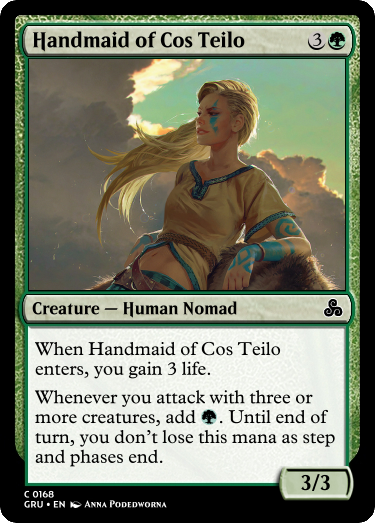 Handmaid of Cos Teilo 3
Creature — Human Nomad
When Handmaid of Cos Teilo
enters, you gain 3 life.
Whenever you attack with three or
more creatures, add . Until end of
turn, you don't lose this mana as step
and phases end.
3/3
C 0168
GRU • EN Anna Podedworna